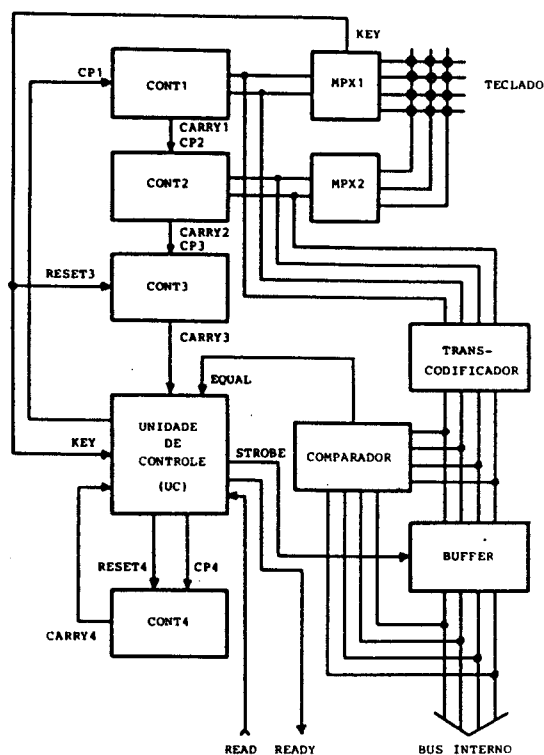 KEY
CP1
CONT1
MPX1
TECLADO
CARRY1
CP2
CONT2
MPX2
CARRY2
CP3
RESET3
CONT3
CARRY3
TRANS-
CODIFICADOR
EQUAL
UNIDADE
DE
CONTROLE
(UC)
KEY
STROBE
COMPARADOR
BUFFER
RESET4
CP4
CARRY4
CONT4
READ
READY
BUS INTERNO